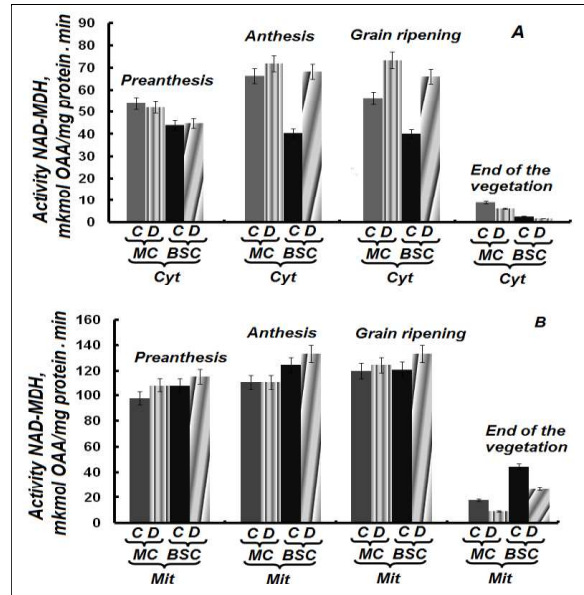 A
Activity NAD-MDH,
mkmol OAA/mg protein . min
90
80
70
60
50
40
30
20
10
0
Preanthesis
Anthesis
Grain ripening
End of the
vegetation
C D C D C D C D C D C D C D C D
MC BSC MC BSC MC BSC MC BSC
Cyt Cyt Cyt Cyt
B
Activity NAD-MDH,
mkmol OAA/mg protein . min
160
140
120
100
80
60
40
20
0
Preanthesis
Anthesis
Grain ripening
End of the
vegetation
C D C D C D C D C D C D C D C D
MC BSC MC BSC MC BSC MC BSC
Mit Mit Mit Mit